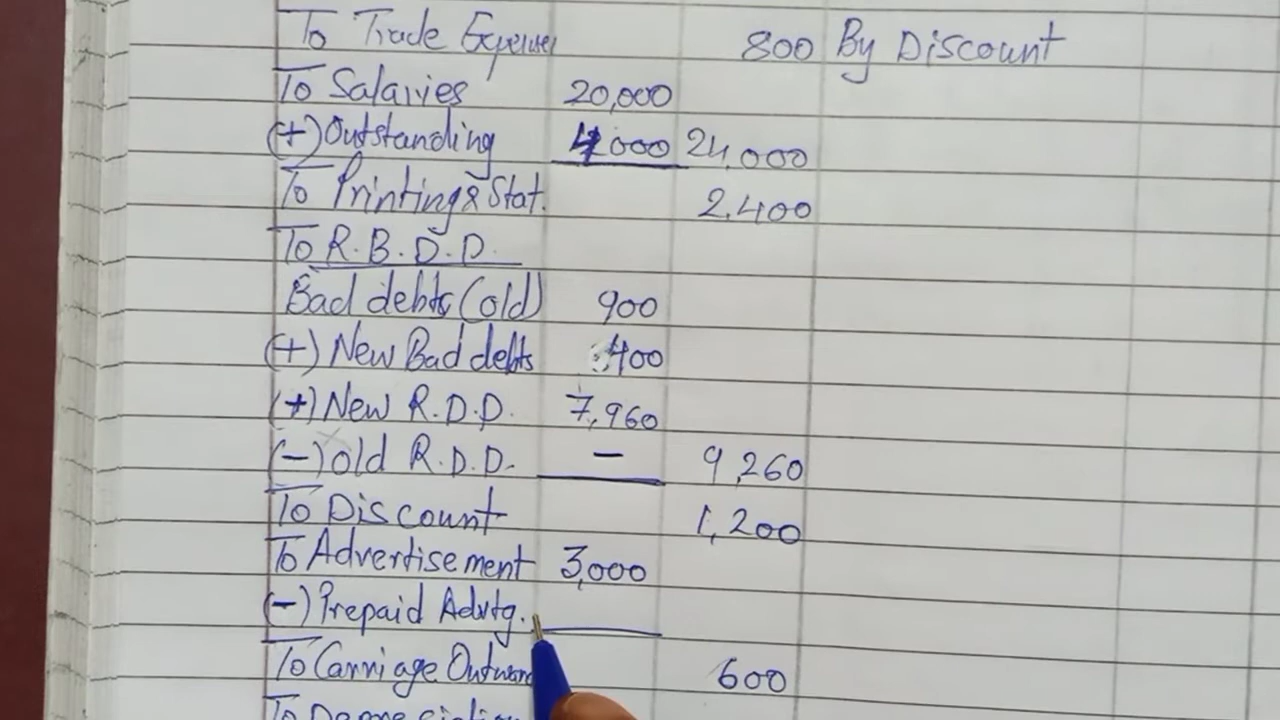 To Trade Expenses 800 By Discount
To Salaries 20,000
(+) Outstanding 4000 24,000
To Printing & Stat. 2,400
To R.B.D.D.
Bad debts (old) 900
(+) New Bad debts 400
(+) New R.D.D. 7,960
(-) old R.D.D. - 9,260
To Discount 1,200
To Advertisement 3,000
(-) Prepaid Advtg.
To Carriage Outward 600
To